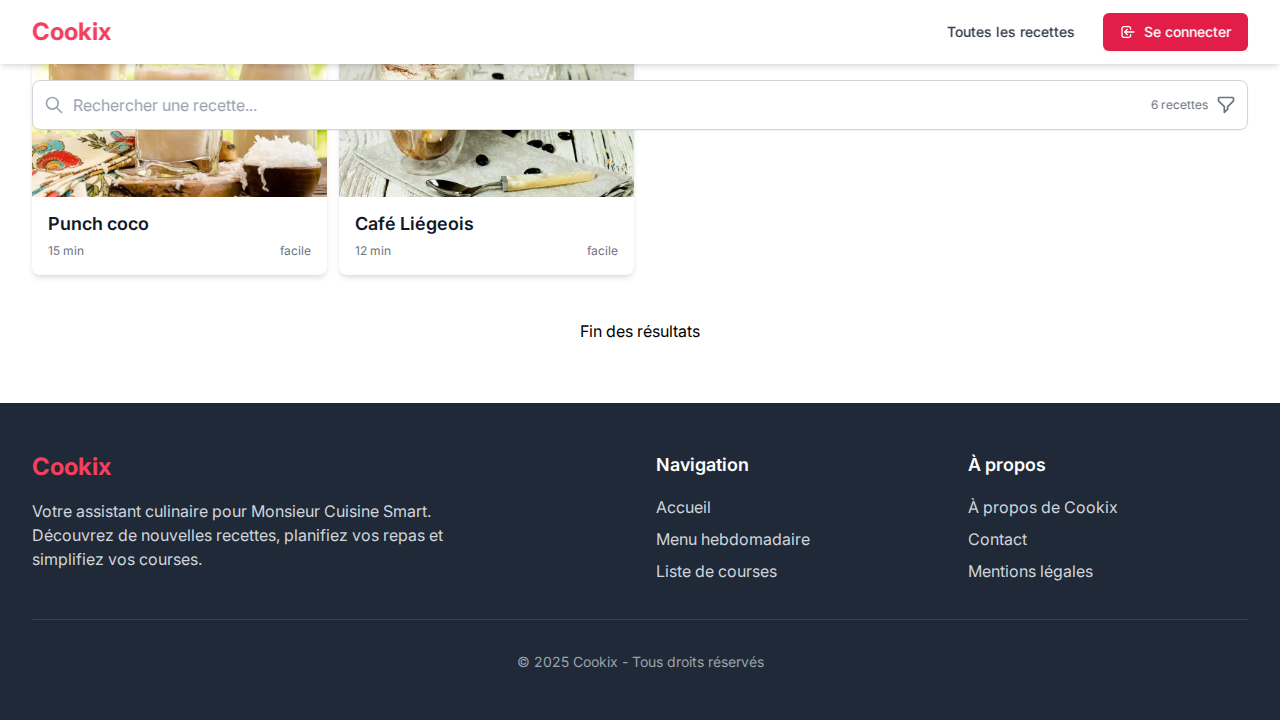 Cookix
Toutes les recettes
Se connecter
Rechercher une recette...
6 recettes
Punch coco
15 min
facile
Café Liégeois
12 min
facile
Fin des résultats
Cookix
Votre assistant culinaire pour Monsieur Cuisine Smart.
Découvrez de nouvelles recettes, planifiez vos repas et
simplifiez vos courses.
Navigation
Accueil
Menu hebdomadaire
Liste de courses
À propos
À propos de Cookix
Contact
Mentions légales
© 2025 Cookix - Tous droits réservés